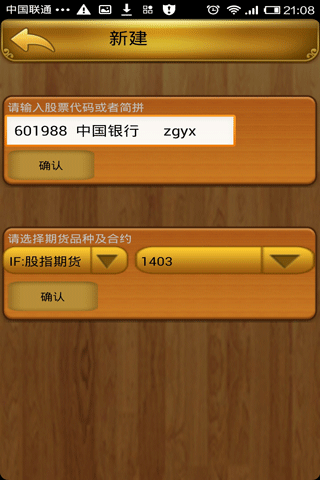 中国联通... 21:08
新建
请输入股票代码或者简拼
601988 中国银行 zgyx
确认
请选择期货品种及合约
IF:股指期货 1403
确认